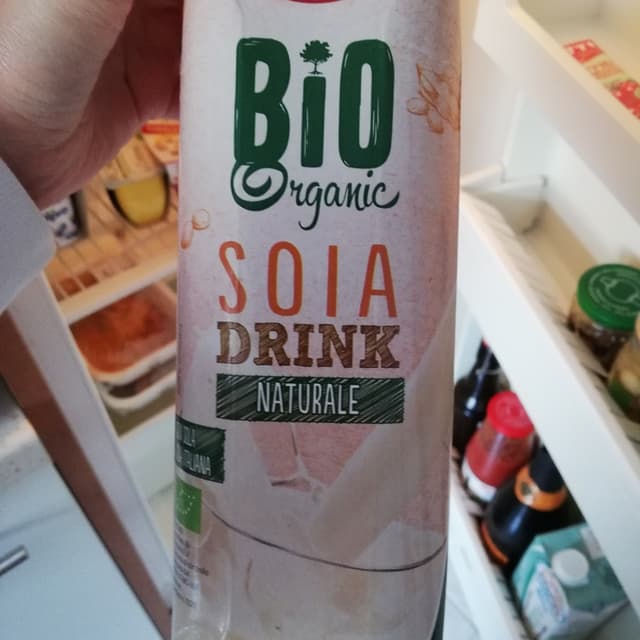 BiO
Organic
SOIA
DRINK
NATURALE